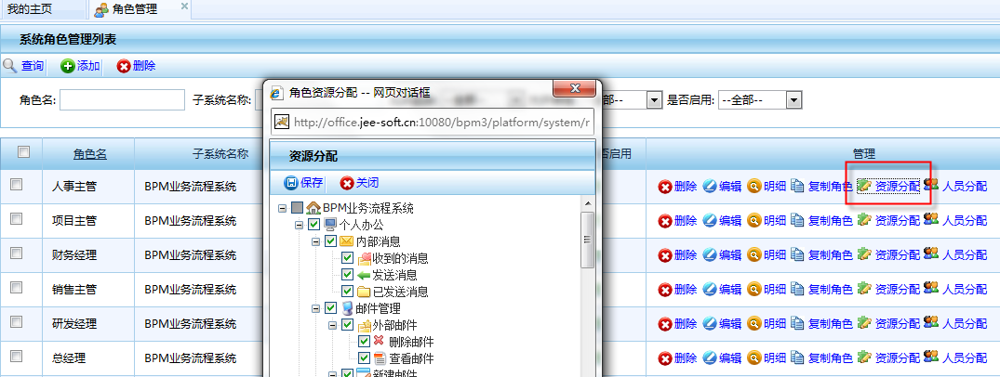 我的主页 角色管理
系统角色管理列表
查询 添加 删除
角色名: 子系统名称: 部-- 是否启用: --全部--
角色名 子系统名称 否启用 管理
人事主管 BPM业务流程系统 删除 编辑 明细 复制角色 资源分配 人员分配
项目主管 BPM业务流程系统 删除 编辑 明细 复制角色 资源分配 人员分配
财务经理 BPM业务流程系统 删除 编辑 明细 复制角色 资源分配 人员分配
销售主管 BPM业务流程系统 删除 编辑 明细 复制角色 资源分配 人员分配
研发经理 BPM业务流程系统 删除 编辑 明细 复制角色 资源分配 人员分配
总经理 BPM业务流程系统 删除 编辑 明细 复制角色 资源分配 人员分配
角色资源分配 -- 网页对话框
http://office.jee-soft.cn:10080/bpm3/platform/system/r
资源分配
保存 关闭
BPM业务流程系统
个人办公
内部消息
收到的消息
发送消息
已发送消息
邮件管理
外部邮件
删除邮件
查看邮件
新建邮件